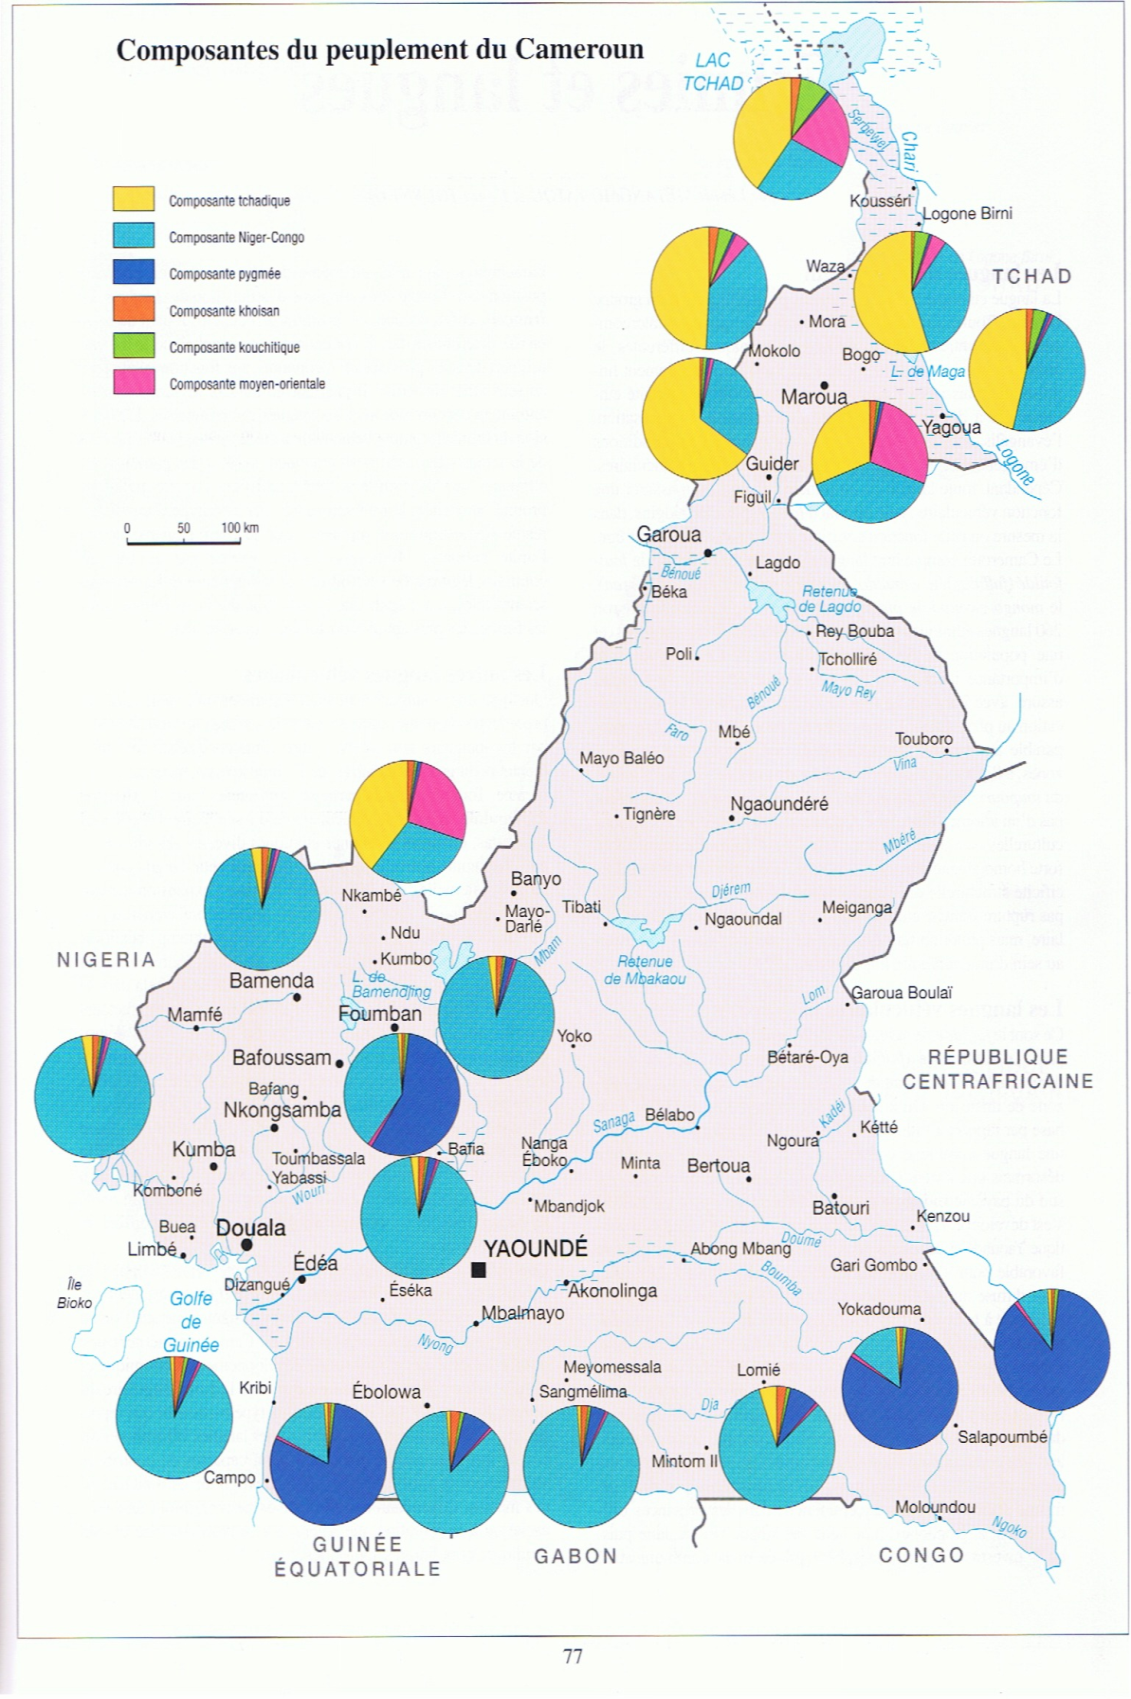 Composantes du peuplement du Cameroun
LAC
TCHAD
Serbewel
Chari
Composante tchadique
Composante Niger-Congo
Composante pygmée
Composante khoisan
Composante kouchitique
Composante moyen-orientale
0 50 100 km
Kousséri
Logone Birni
Waza
TCHAD
Mora
Mokolo
Bogo
L. de Maga
Maroua
Yagoua
Logone
Guider
Figuil
Garoua
Lagdo
Bénoué
Béka
Retenue
de Lagdo
Rey Bouba
Poli
Tcholliré
Bénoué
Mayo Rey
Faro
Mbé
Touboro
Mayo Baléo
Vina
Tignère
Ngaoundéré
Mbéré
Banyo
Nkambé
Djérem
Mayo-
Darlé
Tibati
Ngaoundal
Meiganga
Ndu
NIGERIA
Kumbo
Mbam
Retenue
de Mbakaou
Bamenda
L. de
Bamendjing
Lom
Garoua Boulaï
Mamfé
Foumban
Yoko
Bafoussam
Bétaré-Oya
RÉPUBLIQUE
CENTRAFRICAINE
Bafang
Nkongsamba
Sanaga
Bélabo
Kadéi
Kétté
Ngoura
Kumba
Toumbassala
Bafia
Nanga
Éboko
Minta
Bertoua
Yabassi
Komboné
Wouri
Mbandjok
Batouri
Kenzou
Buea
Douala
Limbé
YAOUNDÉ
Doumé
Abong Mbang
Gari Gombo
Édéa
Dizangué
Éséka
Akonolinga
Boumba
Île
Bioko
Golfe
de
Guinée
Mbalmayo
Yokadouma
Nyong
Meyomessala
Lomié
Kribi
Ébolowa
Sangmélima
Dja
Salapoumbé
Mintom II
Campo
Moloundou
Ngoko
GUINÉE
ÉQUATORIALE
GABON
CONGO
77